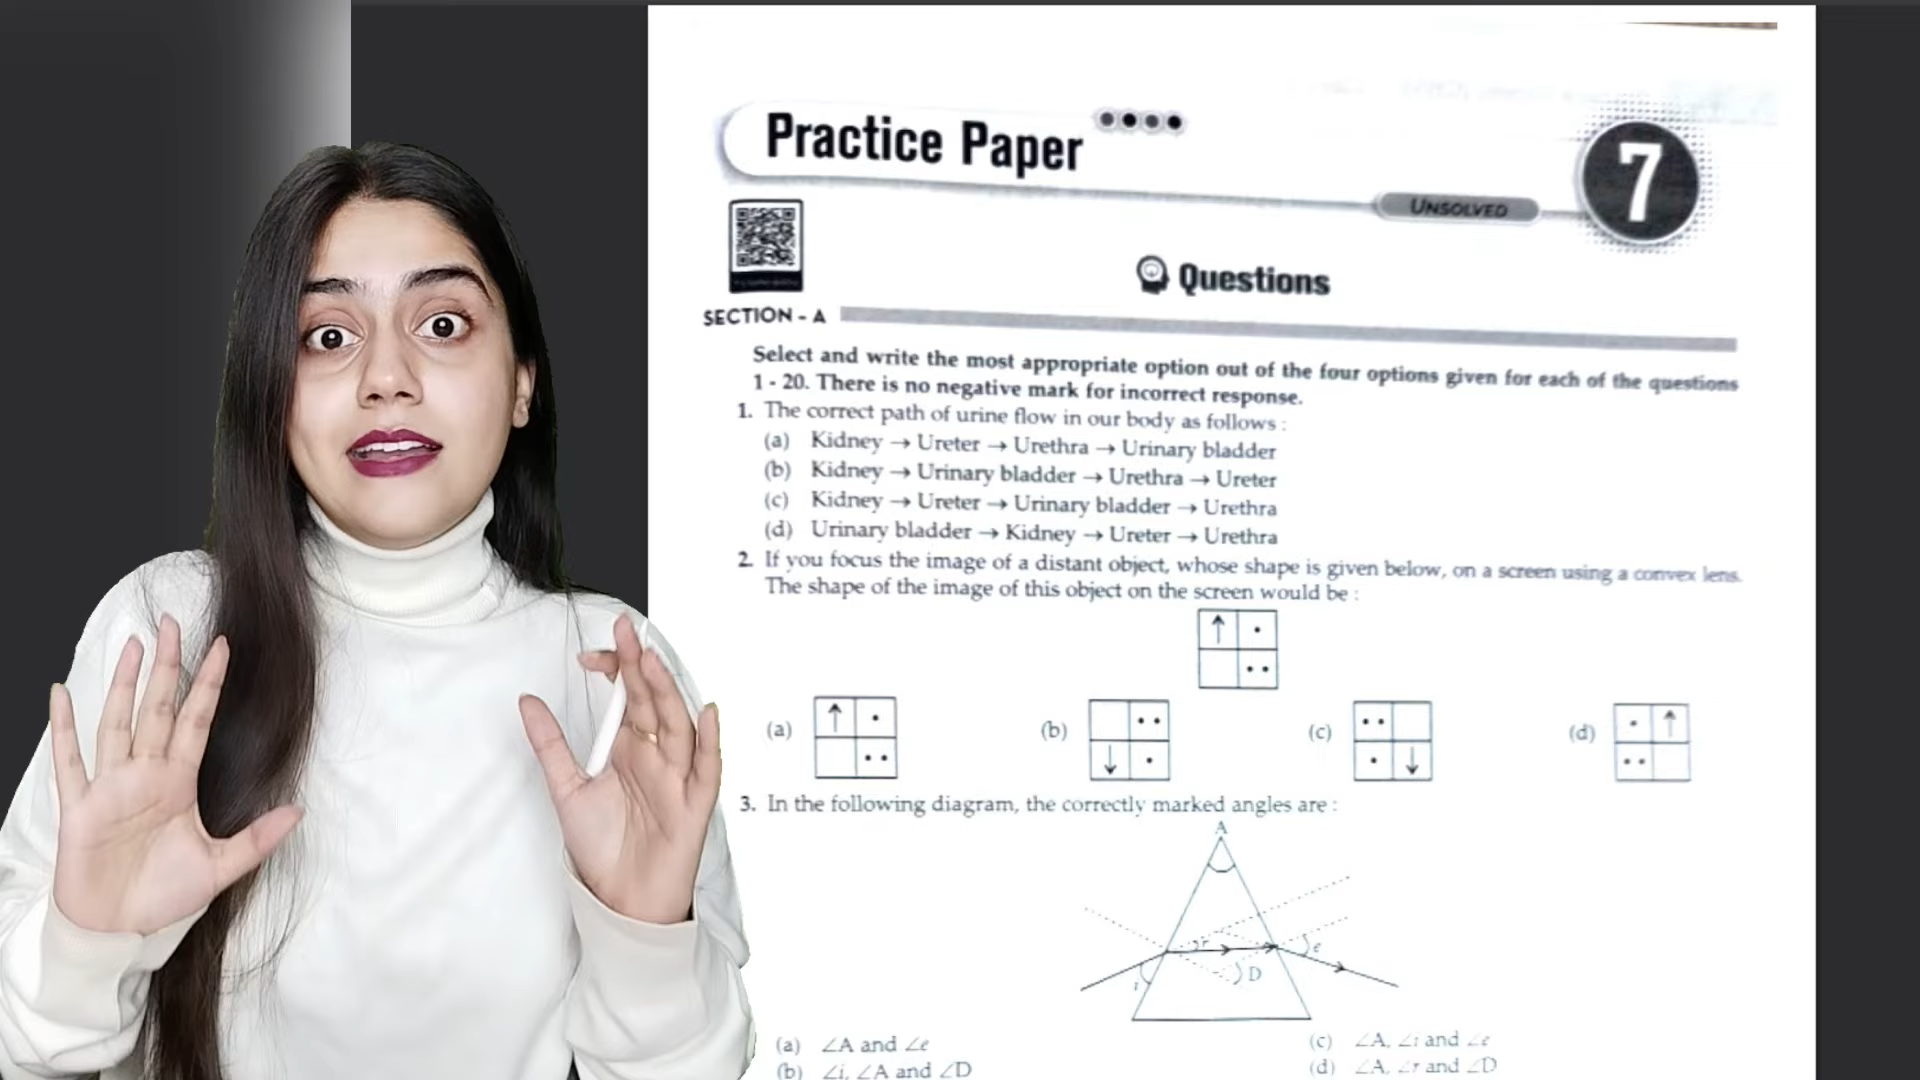 Practice Paper
7
UNSOLVED
Questions
SECTION - A
Select and write the most appropriate option out of the four options given for each of the questions
1 - 20. There is no negative mark for incorrect response.
1. The correct path of urine flow in our body as follows :
(a) Kidney → Ureter → Urethra → Urinary bladder
(b) Kidney → Urinary bladder → Urethra → Ureter
(c) Kidney → Ureter → Urinary bladder → Urethra
(d) Urinary bladder → Kidney → Ureter → Urethra
2. If you focus the image of a distant object, whose shape is given below, on a screen using a convex lens.
The shape of the image of this object on the screen would be :
(a) (b) (c) (d)
3. In the following diagram, the correctly marked angles are :
A
r
e
D
i
(a) ∠A and ∠e (c) ∠A, ∠i and ∠e
(b) ∠i, ∠A and ∠D (d) ∠A, ∠r and ∠D